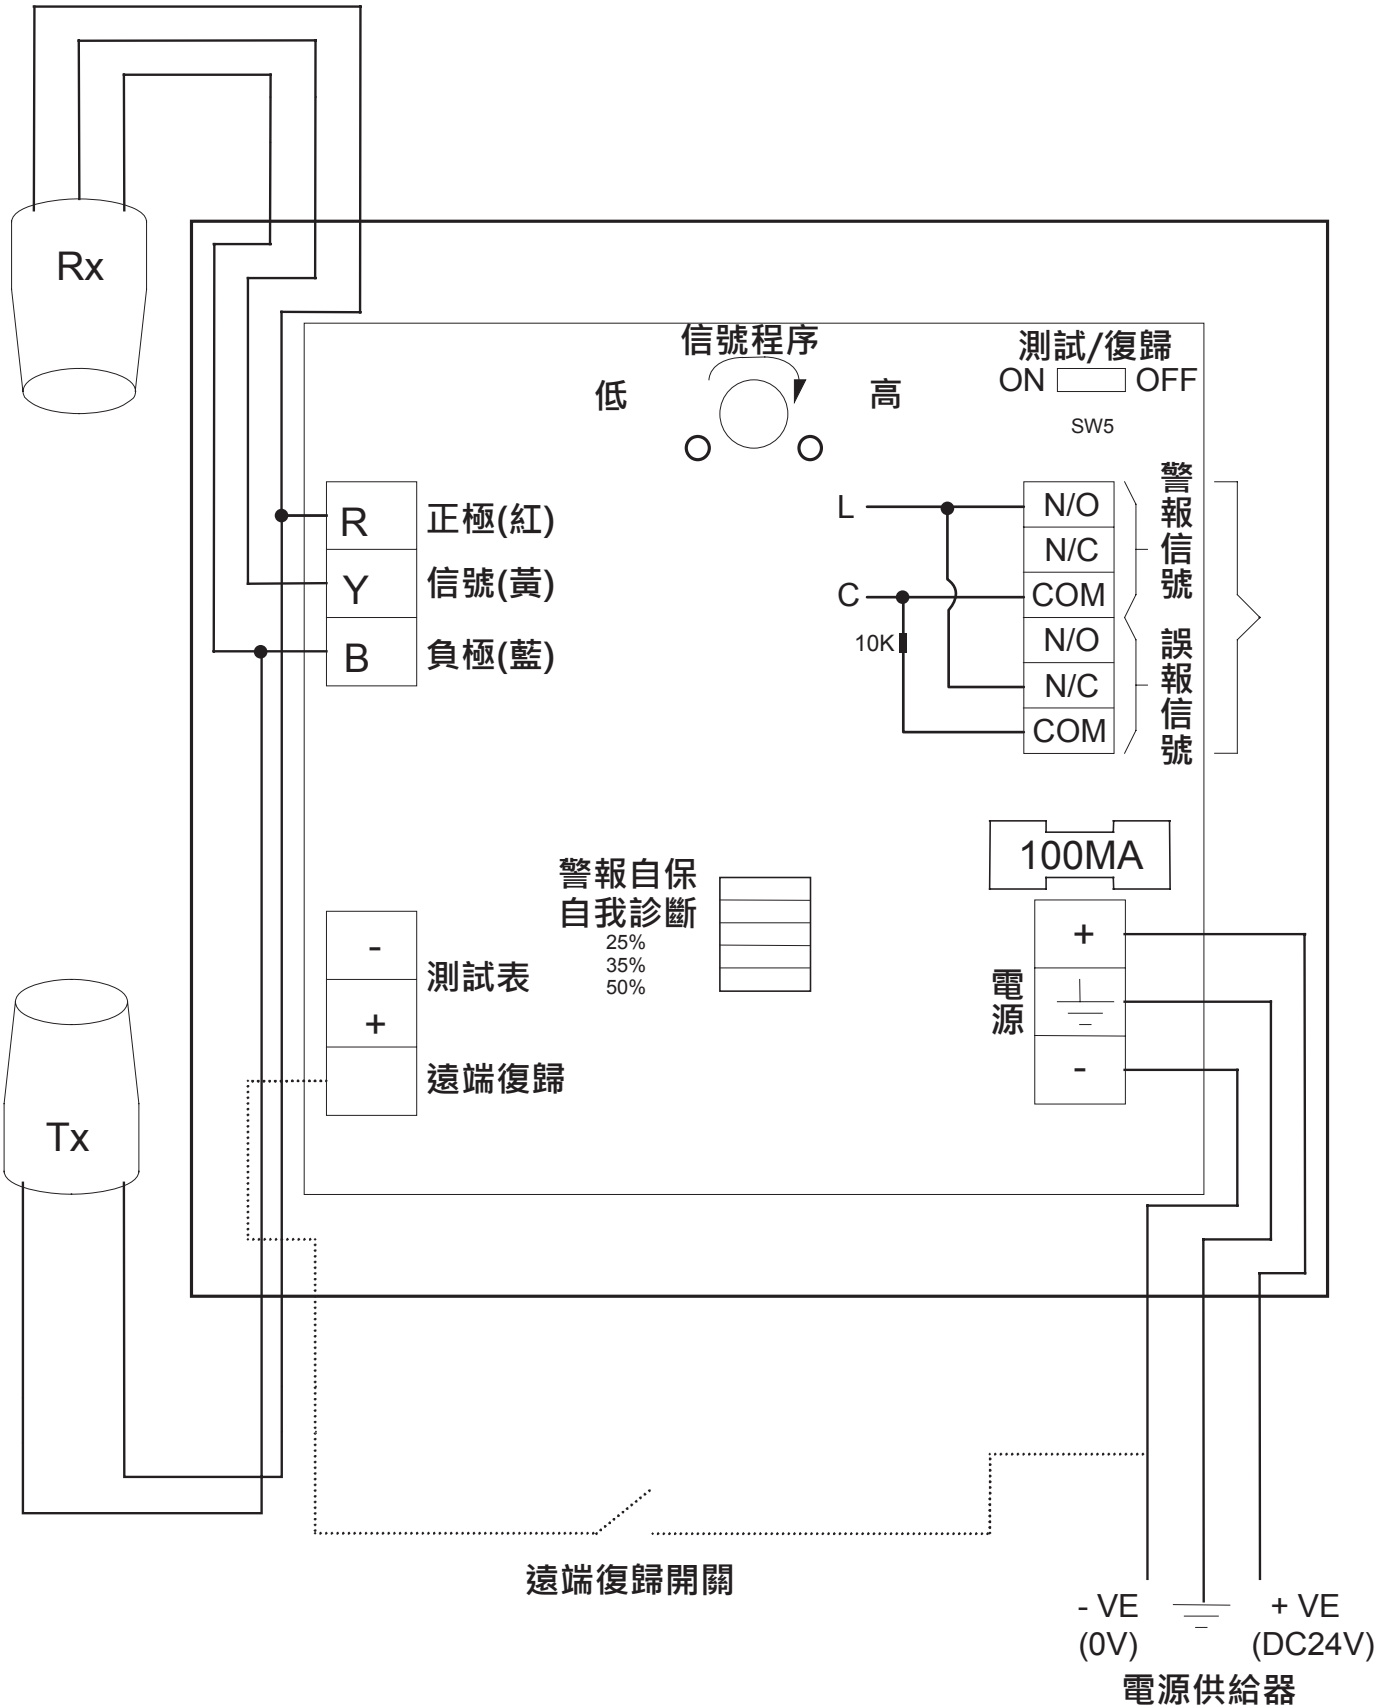 Rx
信號程序
低
高
測試/復歸
ON
OFF
SW5
R
正極(紅)
Y
信號(黃)
B
負極(藍)
L
C
10K
N/O
N/C
COM
N/O
N/C
COM
警報信號
誤報信號
100MA
警報自保
自我診斷
25%
35%
50%
-
測試表
+
遠端復歸
電源
+
-
Tx
遠端復歸開關
- VE
(0V)
+ VE
(DC24V)
電源供給器